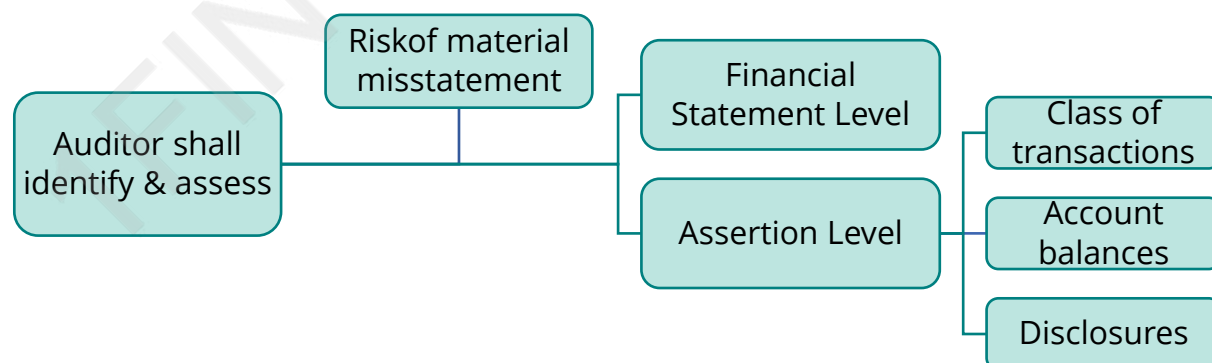 Auditor shall
identify & assess
Riskof material
misstatement
Financial
Statement Level
Assertion Level
Class of
transactions
Account
balances
Disclosures